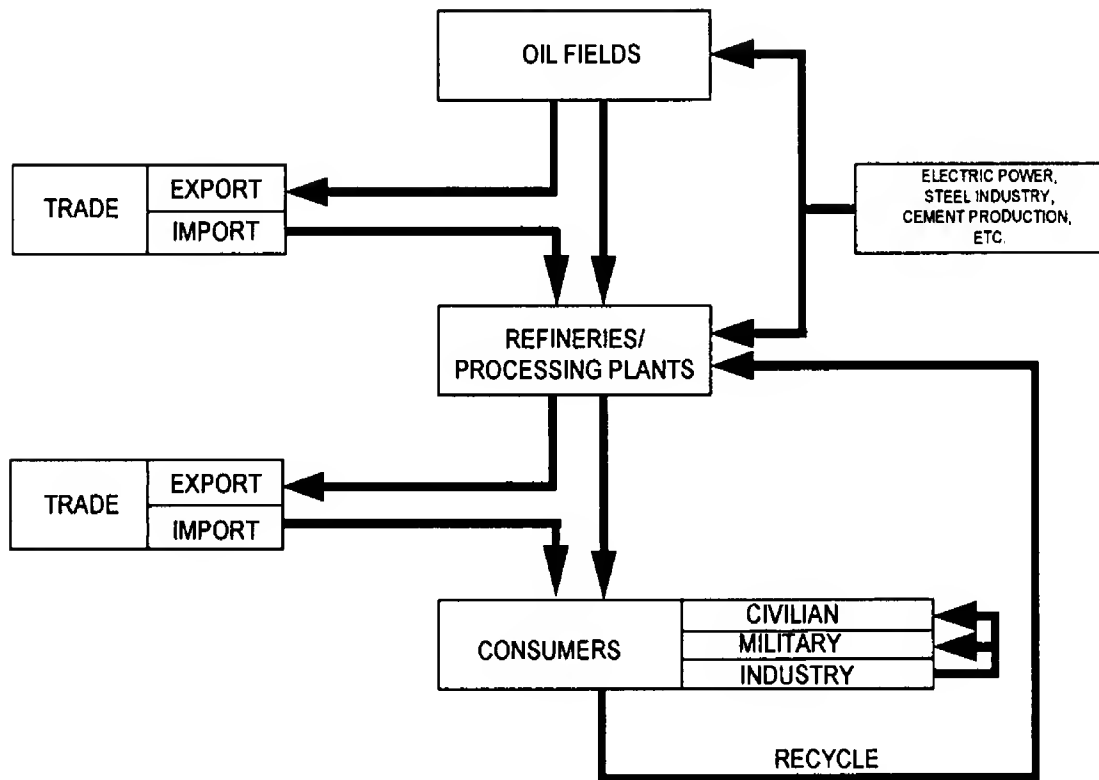 OIL FIELDS
TRADE
EXPORT
IMPORT
ELECTRIC POWER,
STEEL INDUSTRY,
CEMENT PRODUCTION,
ETC.
REFINERIES/
PROCESSING PLANTS
TRADE
EXPORT
IMPORT
CONSUMERS
CIVILIAN
MILITARY
INDUSTRY
RECYCLE